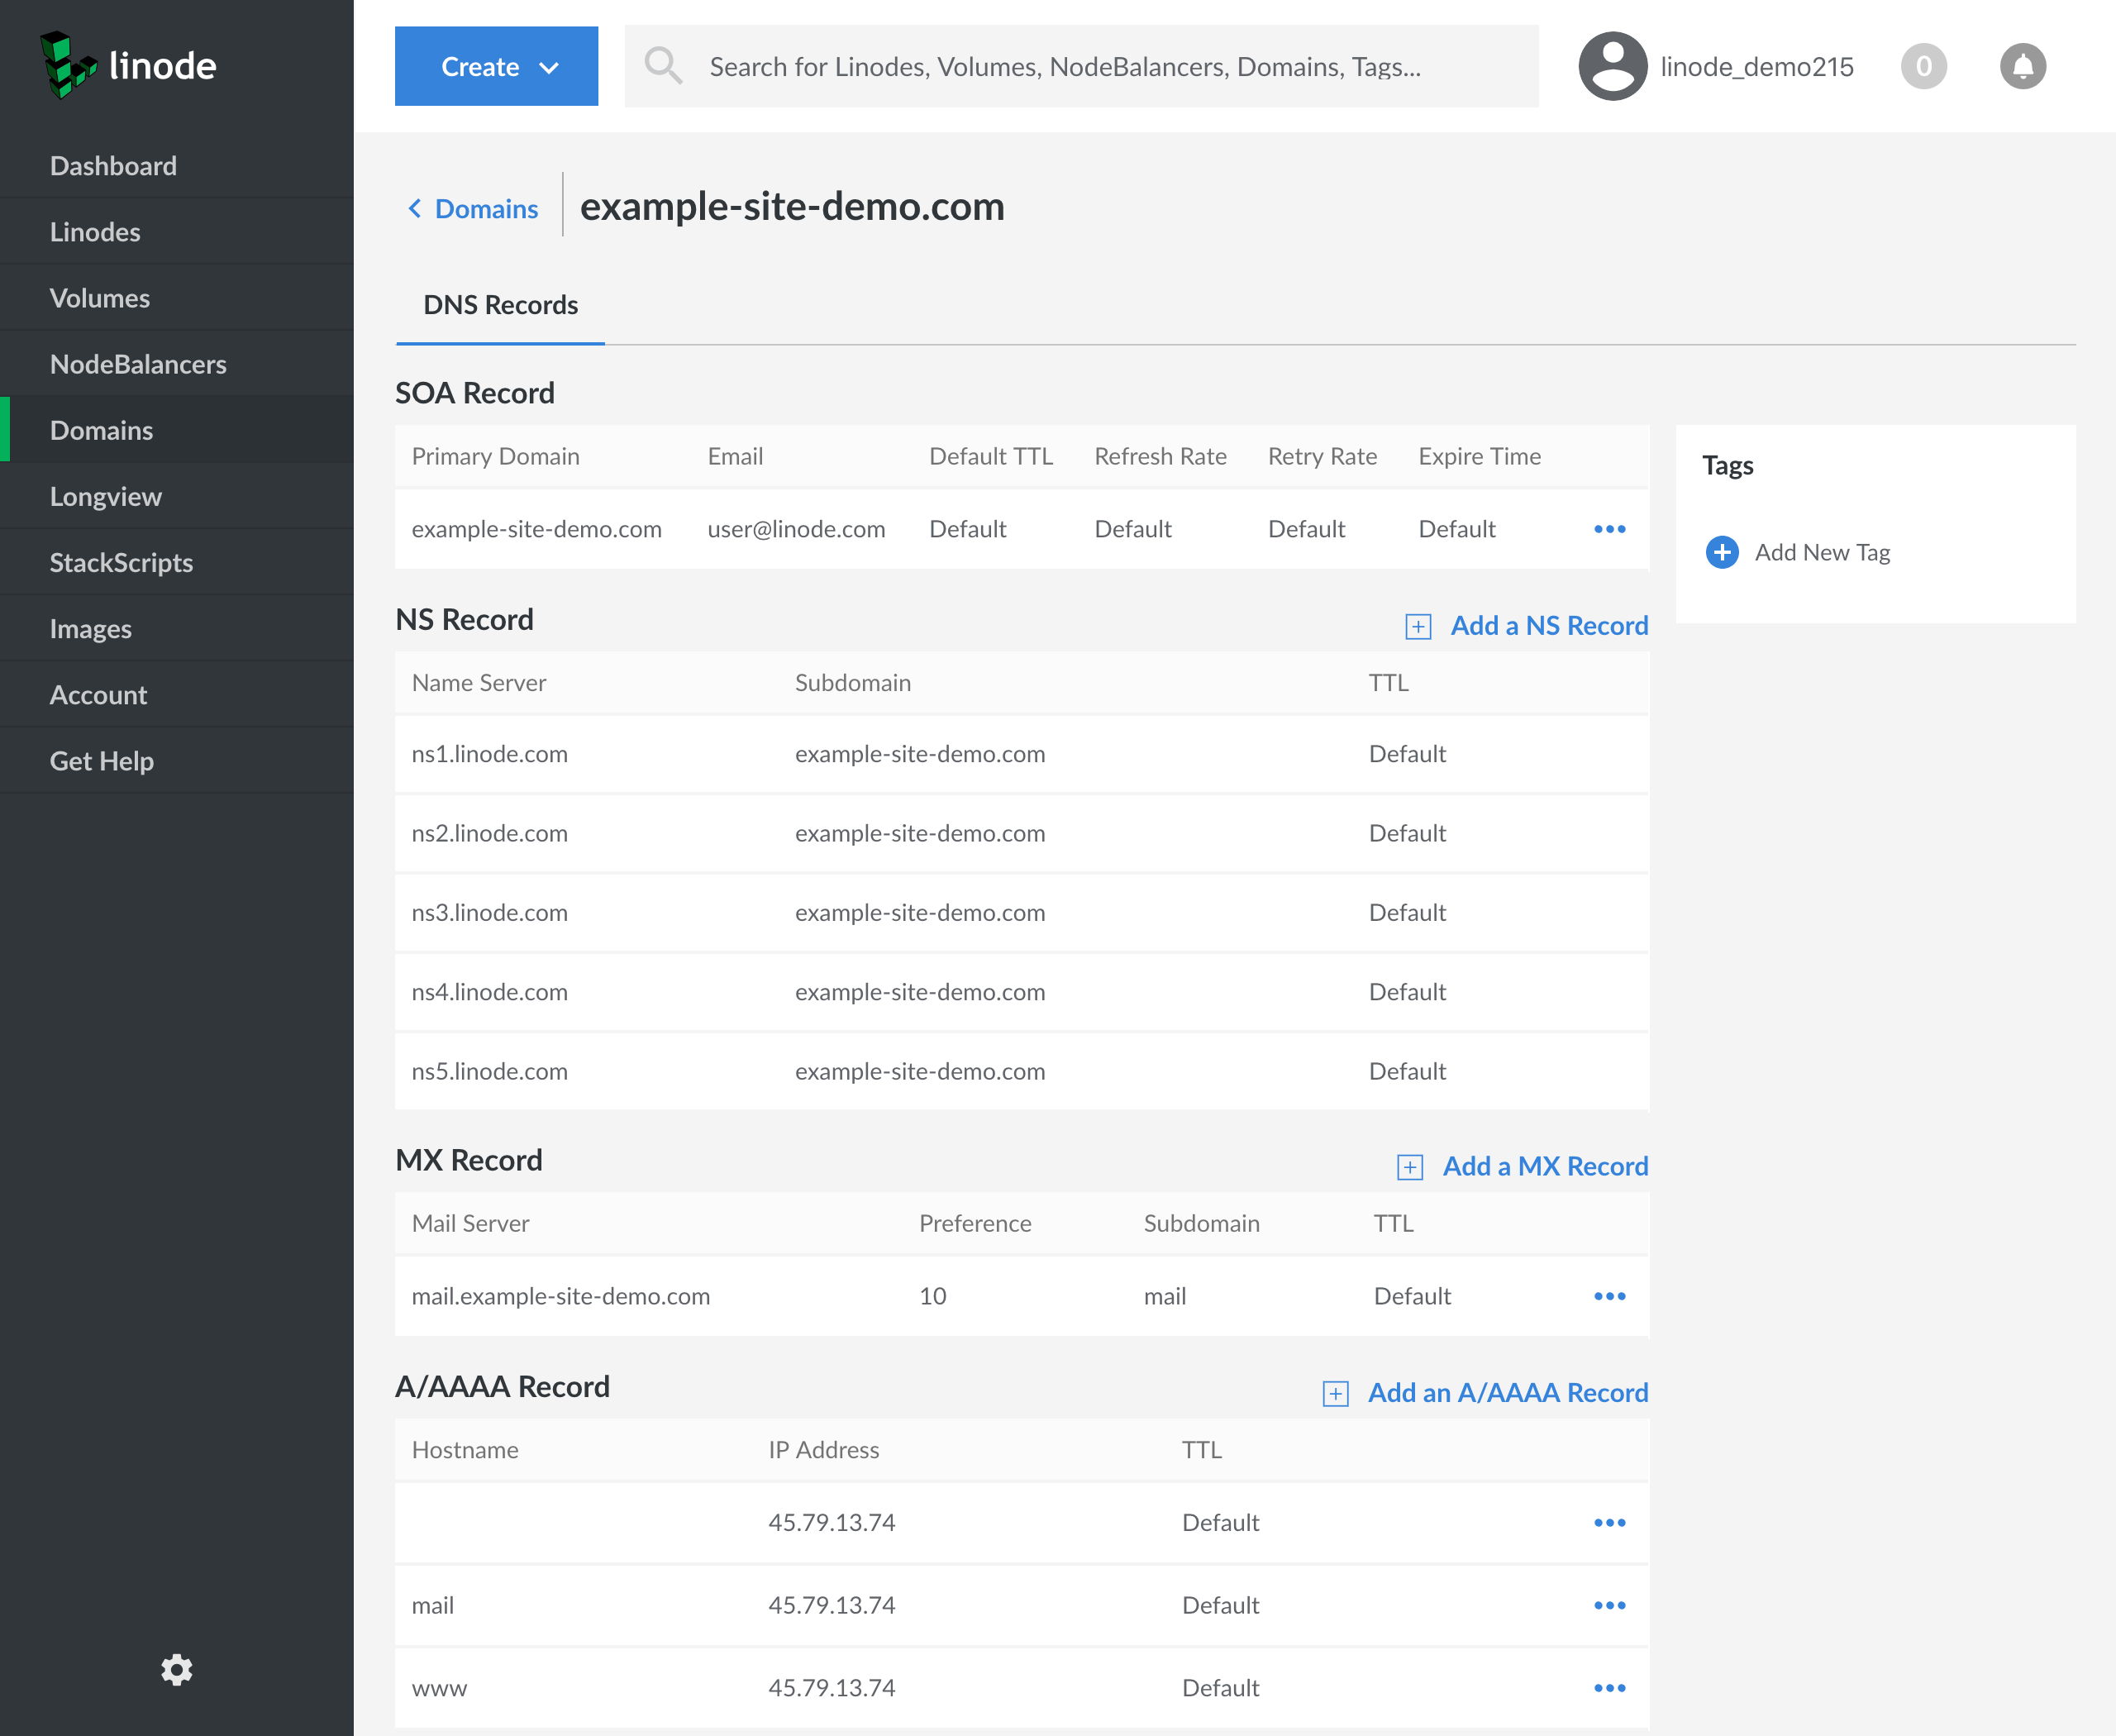 linode
Create
Search for Linodes, Volumes, NodeBalancers, Domains, Tags...
linode_demo215
0
Dashboard
Linodes
Volumes
NodeBalancers
Domains
Longview
StackScripts
Images
Account
Get Help
Domains
example-site-demo.com
DNS Records
SOA Record
Primary Domain Email Default TTL Refresh Rate Retry Rate Expire Time
example-site-demo.com user@linode.com Default Default Default Default
Tags
Add New Tag
NS Record
Add a NS Record
Name Server Subdomain TTL
ns1.linode.com example-site-demo.com Default
ns2.linode.com example-site-demo.com Default
ns3.linode.com example-site-demo.com Default
ns4.linode.com example-site-demo.com Default
ns5.linode.com example-site-demo.com Default
MX Record
Add a MX Record
Mail Server Preference Subdomain TTL
mail.example-site-demo.com 10 mail Default
A/AAAA Record
Add an A/AAAA Record
Hostname IP Address TTL
45.79.13.74 Default
mail 45.79.13.74 Default
www 45.79.13.74 Default